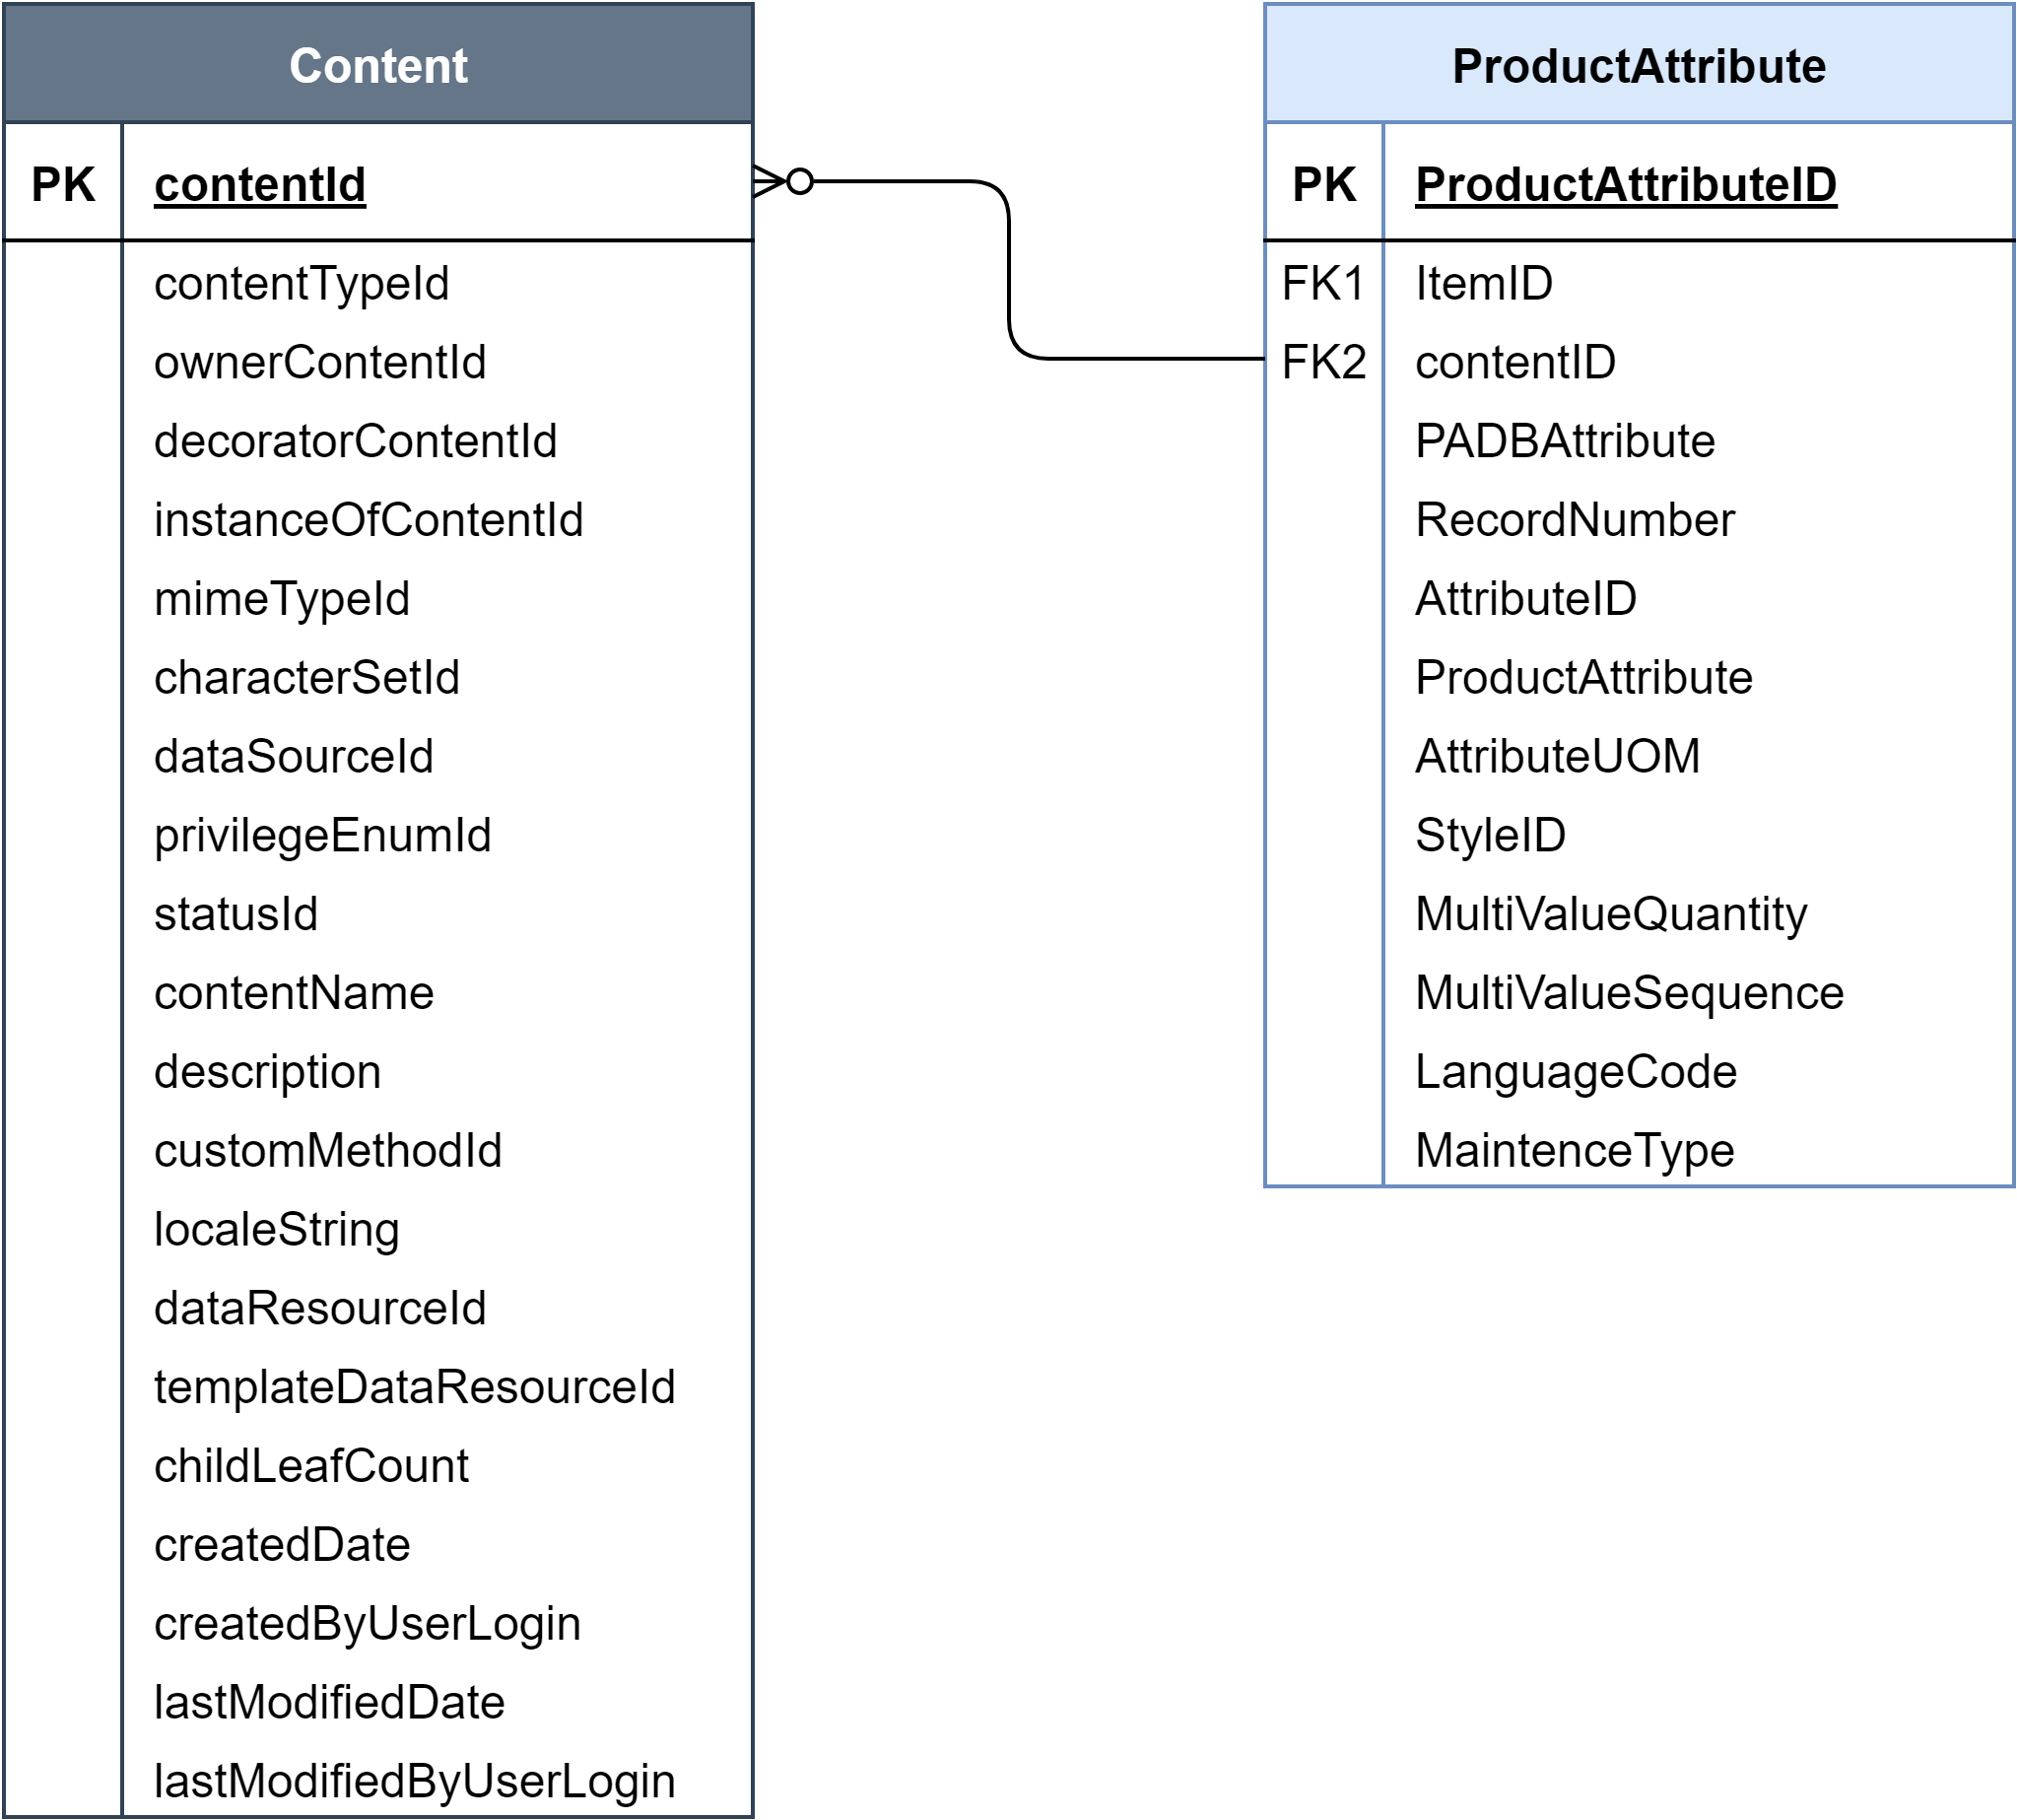 Content
PK contentId
contentTypeId
ownerContentId
decoratorContentId
instanceOfContentId
mimeTypeId
characterSetId
dataSourceId
privilegeEnumId
statusId
contentName
description
customMethodId
localeString
dataResourceId
templateDataResourceId
childLeafCount
createdDate
createdByUserLogin
lastModifiedDate
lastModifiedByUserLogin
ProductAttribute
PK ProductAttributeID
FK1 ItemID
FK2 contentID
PADBAttribute
RecordNumber
AttributeID
ProductAttribute
AttributeUOM
StyleID
MultiValueQuantity
MultiValueSequence
LanguageCode
MaintenceType